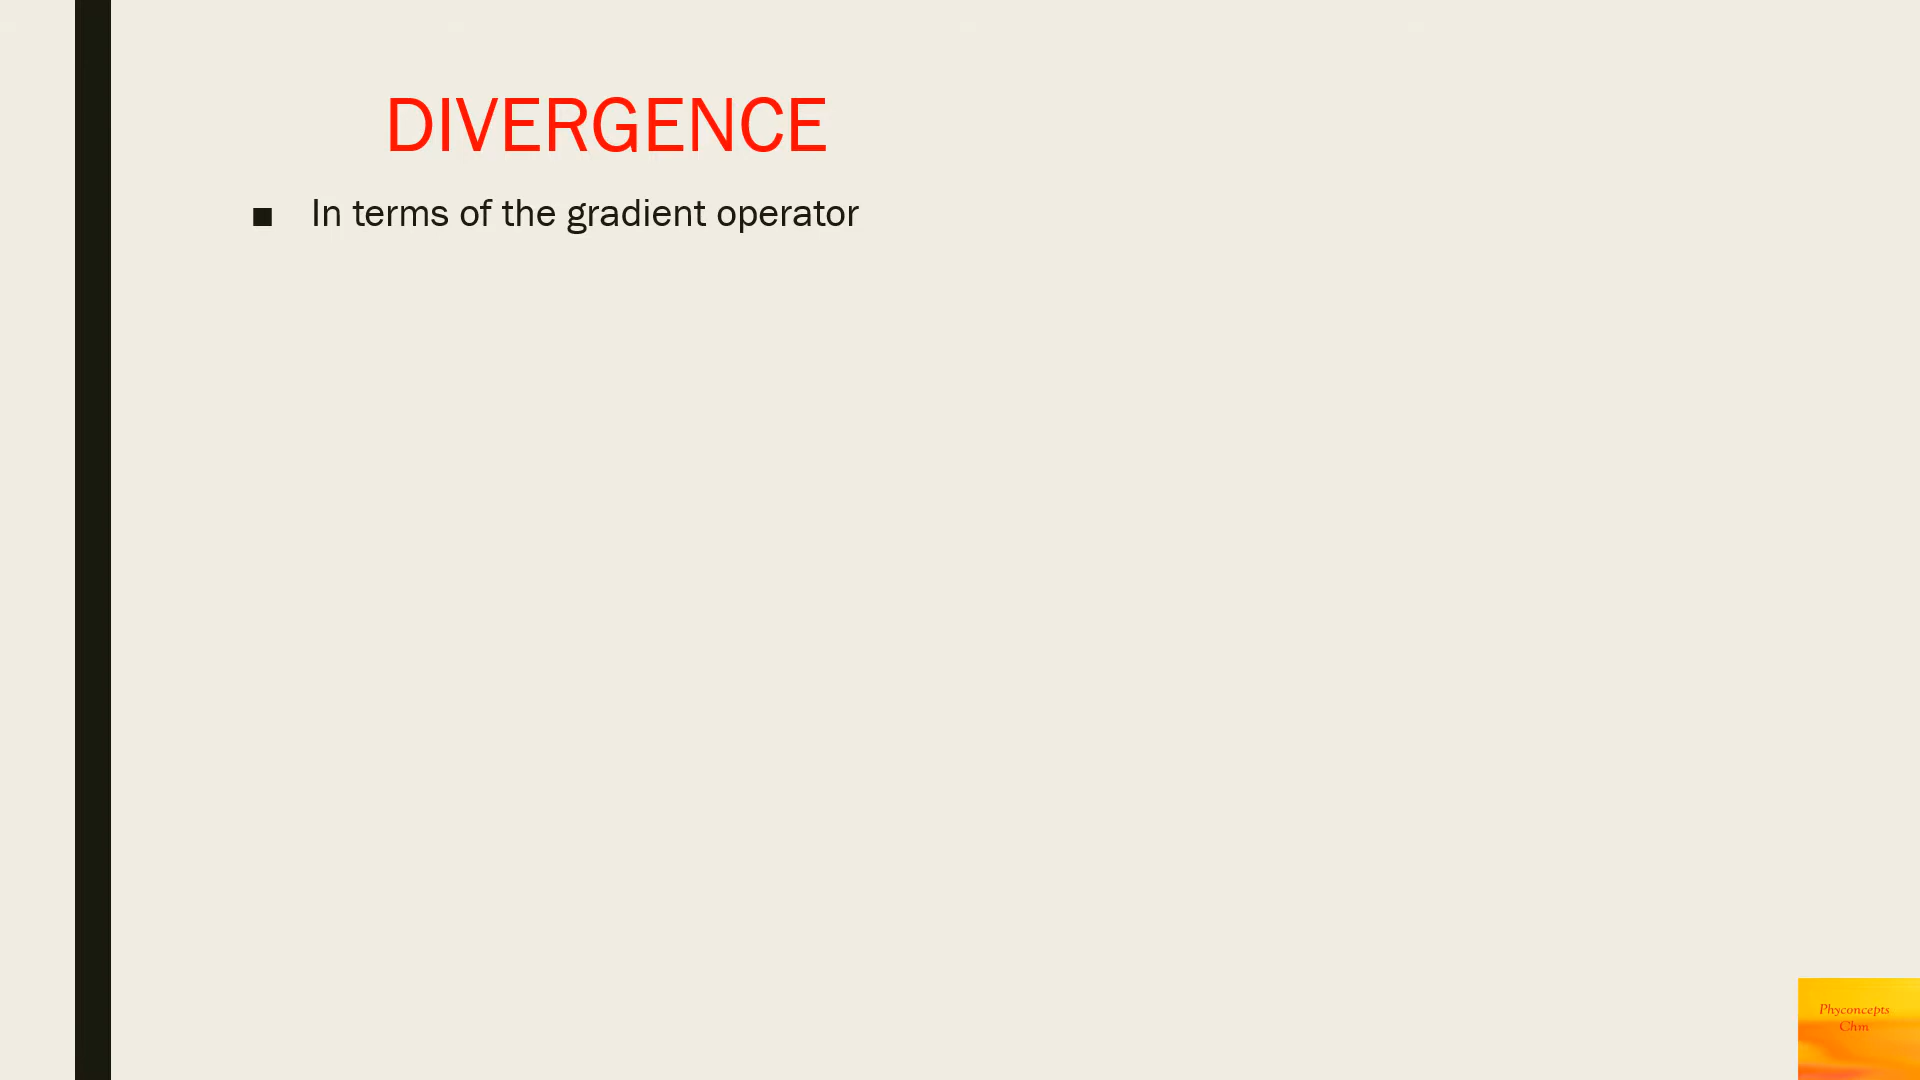 DIVERGENCE
■ In terms of the gradient operator
Phyconcepts
Chm